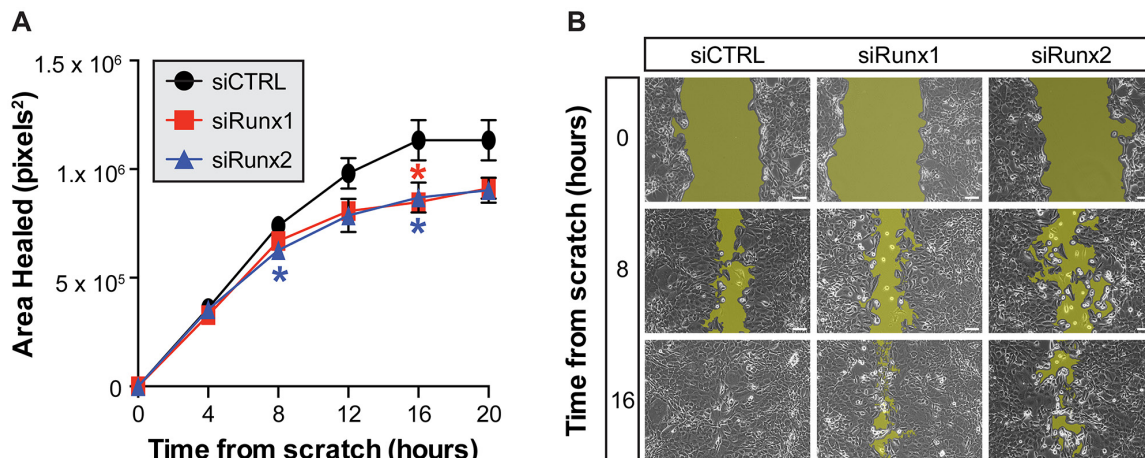 A
1.5 x 10⁶
1.x 10⁶
5 x 10⁵
0
Area Healed (pixels²)
siCTRL
siRunx1
siRunx2
*
*
*
0 4 8 12 16 20
Time from scratch (hours)
B
siCTRL siRunx1 siRunx2
Time from scratch (hours)
0
8
16